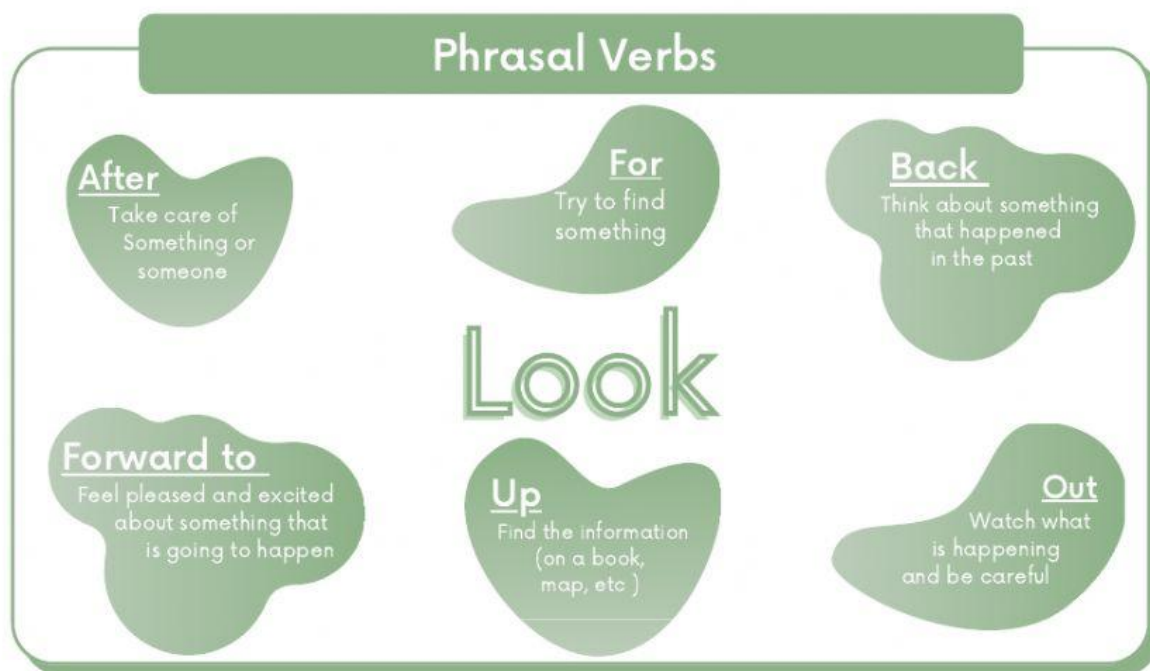 Phrasal Verbs
After
Take care of
Something or
someone
For
Try to find
something
Back
Think about something
that happened
in the past
Look
Forward to
Feel pleased and excited
about something that
is going to happen
Up
Find the information
(on a book,
map, etc )
Out
Watch what
is happening
and be careful